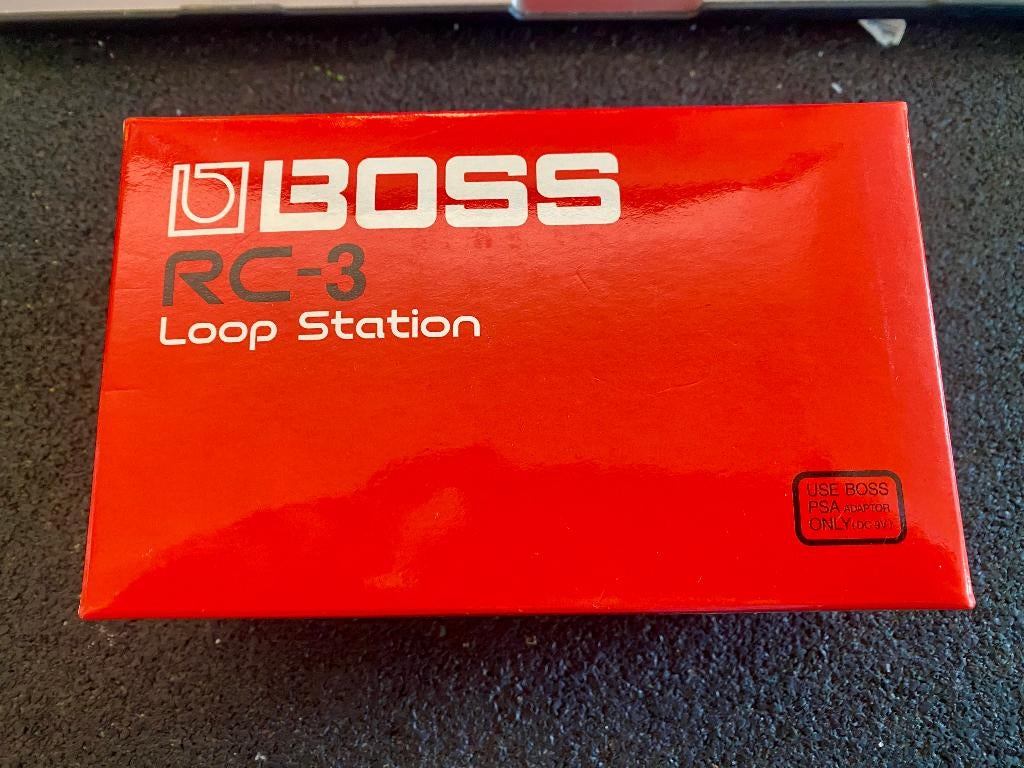 BOSS
RC-3
Loop Station
USE BOSS
PSA ADAPTOR
ONLY (DC 9V)